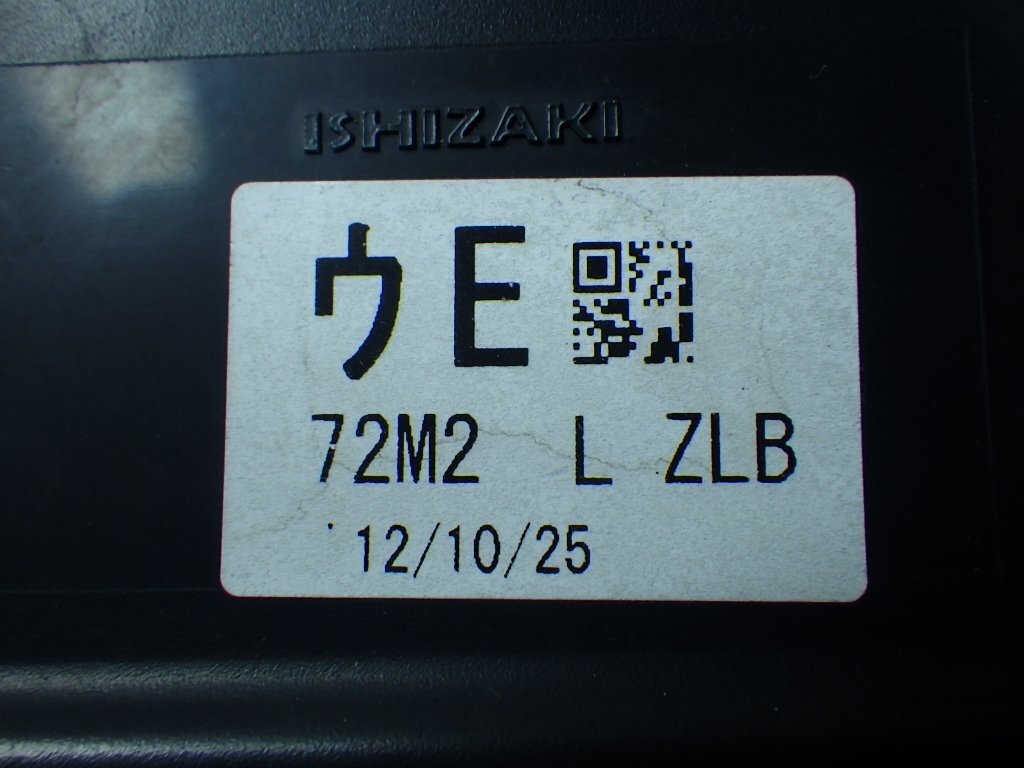 ISHIZAKI
ウE
72M2 L ZLB
'12/10/25